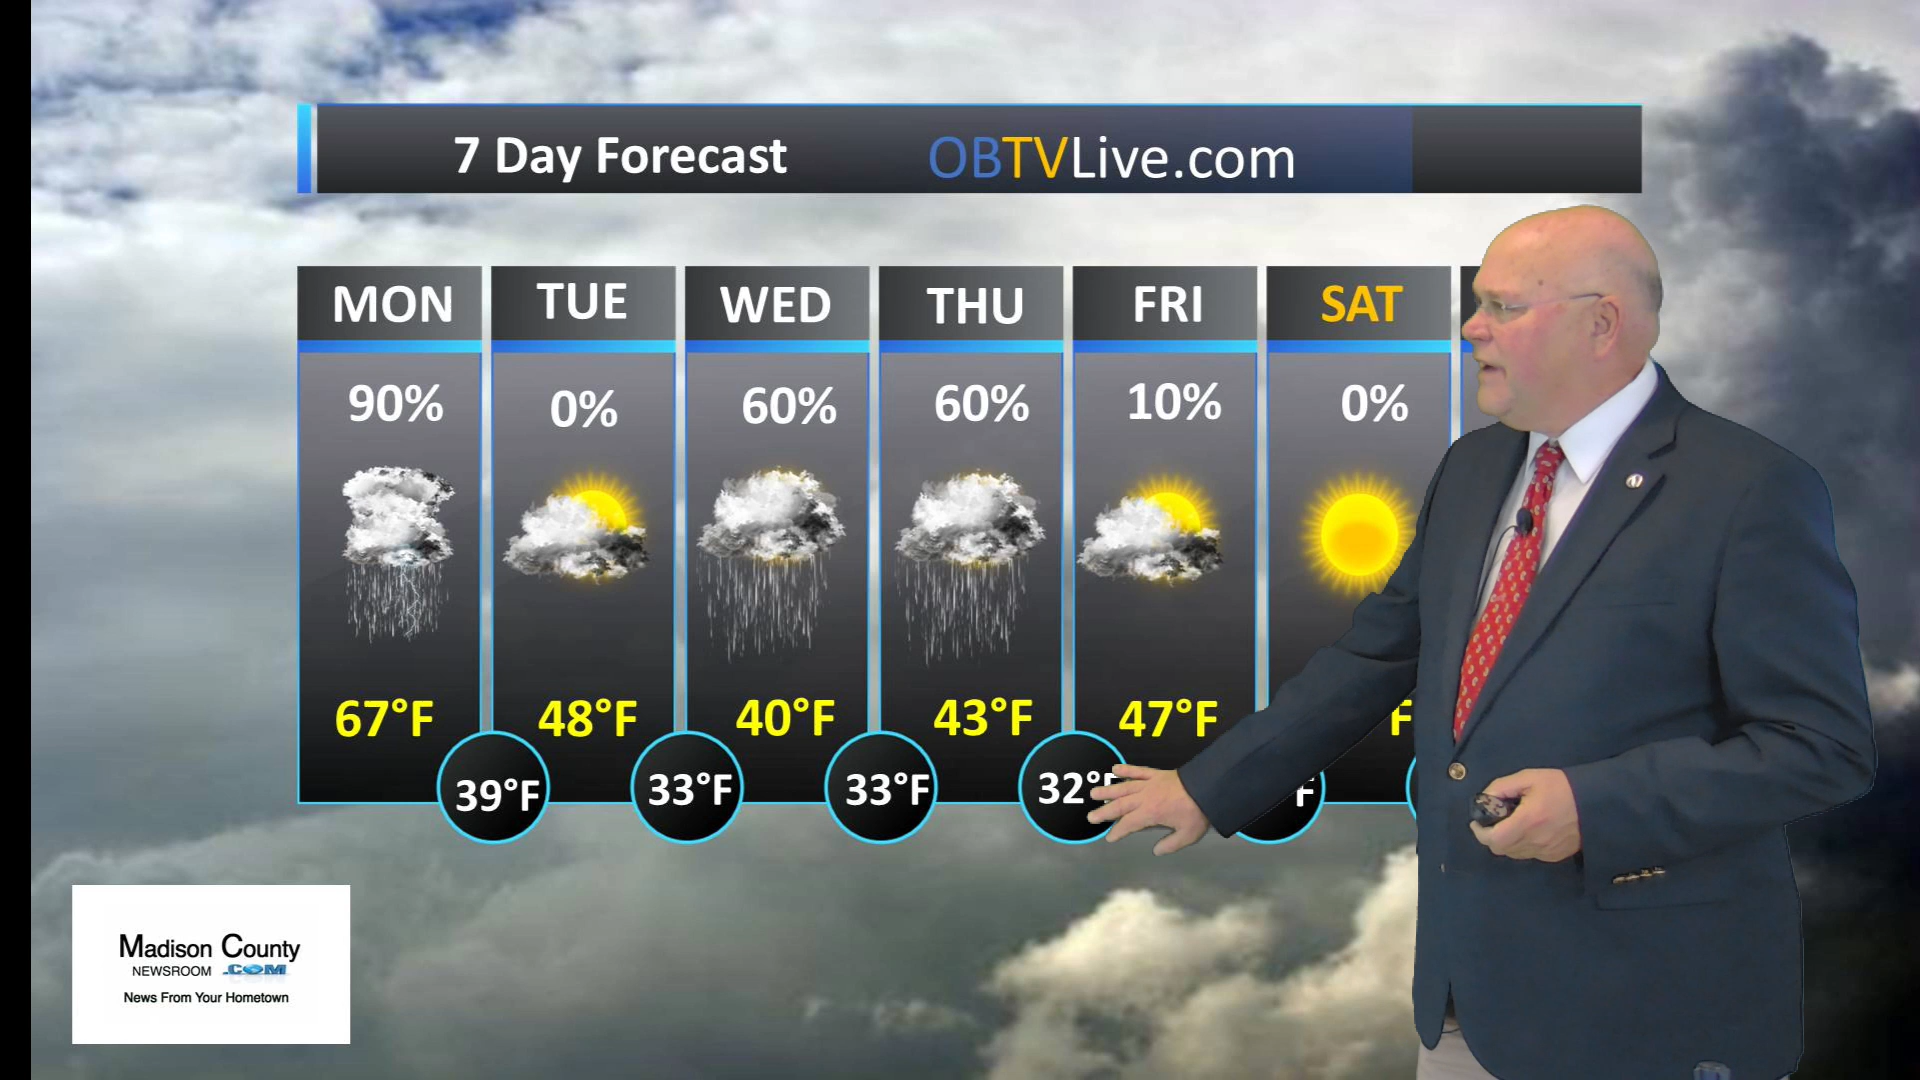 7 Day Forecast OBTVLive.com
MON TUE WED THU FRI SAT
90% 0% 60% 60% 10% 0%
67°F 48°F 40°F 43°F 47°F F
39°F 33°F 33°F 32°F F
Madison County
NEWSROOM .COM
News From Your Hometown